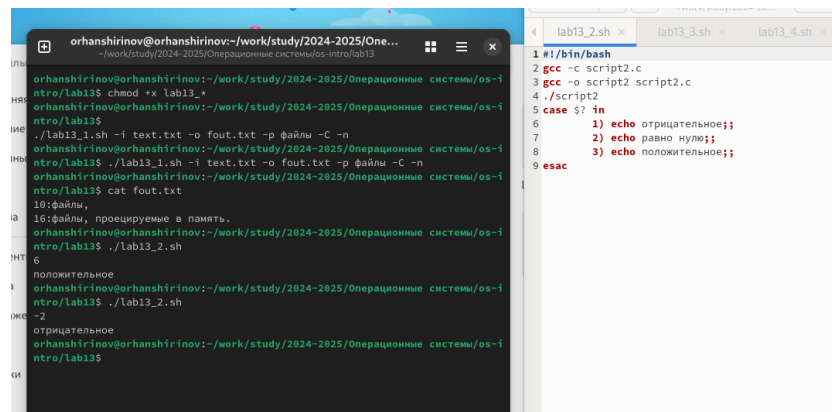 orhanshirinov@orhanshirinov:~/work/study/2024-2025/Опе...
~/work/study/2024-2025/Операционные системы/os-intro/lab13
orhanshirinov@orhanshirinov:~/work/study/2024-2025/Операционные системы/os-i
ntro/lab13$ chmod +x lab13_*
orhanshirinov@orhanshirinov:~/work/study/2024-2025/Операционные системы/os-i
ntro/lab13$
./lab13_1.sh -i text.txt -o fout.txt -p файлы -C -n
orhanshirinov@orhanshirinov:~/work/study/2024-2025/Операционные системы/os-i
ntro/lab13$ ./lab13_1.sh -i text.txt -o fout.txt -p файлы -C -n
orhanshirinov@orhanshirinov:~/work/study/2024-2025/Операционные системы/os-i
ntro/lab13$ cat fout.txt
10:файлы,
16:файлы, проецируемые в память.
orhanshirinov@orhanshirinov:~/work/study/2024-2025/Операционные системы/os-i
ntro/lab13$ ./lab13_2.sh
6
положительное
orhanshirinov@orhanshirinov:~/work/study/2024-2025/Операционные системы/os-i
ntro/lab13$ ./lab13_2.sh
-2
отрицательное
orhanshirinov@orhanshirinov:~/work/study/2024-2025/Операционные системы/os-i
ntro/lab13$
lab13_2.sh × lab13_3.sh × lab13_4.sh ×
1 #!/bin/bash
2 gcc -c script2.c
3 gcc -o script2 script2.c
4 ./script2
5 case $? in
6 1) echo отрицательное;;
7 2) echo равно нулю;;
8 3) echo положительное;;
9 esac